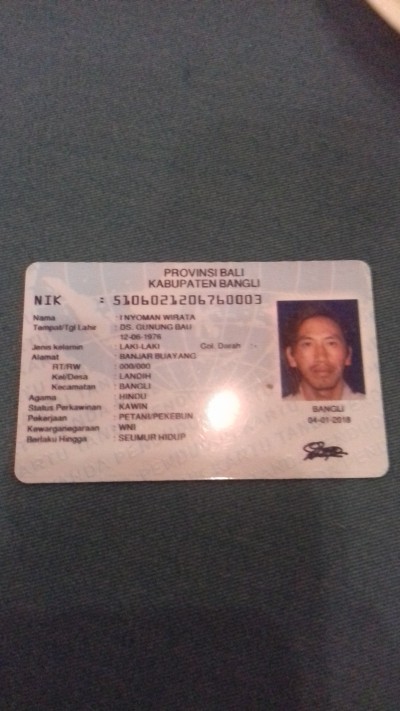 PROVINSI BALI
KABUPATEN BANGLI
NIK : 5106021206760003
Nama : I NYOMAN WIRATA
Tempat/Tgl Lahir : DS. GUNUNG BAU
12-06-1976
Jenis kelamin : LAKI-LAKI Gol. Darah : -
Alamat : BANJAR BUAYANG
RT/RW : 000/000
Kel/Desa : LANDIH
Kecamatan : BANGLI
Agama : HINDU
Status Perkawinan : KAWIN
Pekerjaan : PETANI/PEKEBUN
Kewarganegaraan : WNI
Berlaku Hingga : SEUMUR HIDUP
BANGLI
04-01-2018